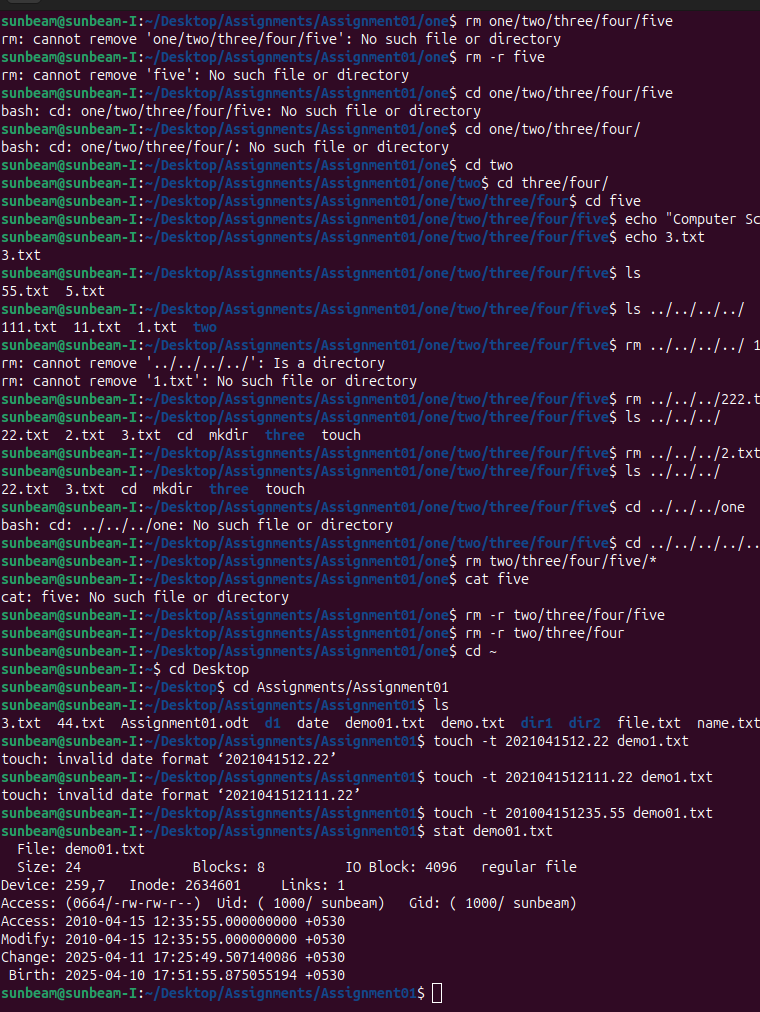 sunbeam@sunbeam-I:~/Desktop/Assignments/Assignment01/one$ rm one/two/three/four/five
rm: cannot remove 'one/two/three/four/five': No such file or directory
sunbeam@sunbeam-I:~/Desktop/Assignments/Assignment01/one$ rm -r five
rm: cannot remove 'five': No such file or directory
sunbeam@sunbeam-I:~/Desktop/Assignments/Assignment01/one$ cd one/two/three/four/five
bash: cd: one/two/three/four/five: No such file or directory
sunbeam@sunbeam-I:~/Desktop/Assignments/Assignment01/one$ cd one/two/three/four/
bash: cd: one/two/three/four/: No such file or directory
sunbeam@sunbeam-I:~/Desktop/Assignments/Assignment01/one$ cd two
sunbeam@sunbeam-I:~/Desktop/Assignments/Assignment01/one/two$ cd three/four/
sunbeam@sunbeam-I:~/Desktop/Assignments/Assignment01/one/two/three/four$ cd five
sunbeam@sunbeam-I:~/Desktop/Assignments/Assignment01/one/two/three/four/five$ echo "Computer Sc
sunbeam@sunbeam-I:~/Desktop/Assignments/Assignment01/one/two/three/four/five$ echo 3.txt
3.txt
sunbeam@sunbeam-I:~/Desktop/Assignments/Assignment01/one/two/three/four/five$ ls
55.txt  5.txt
sunbeam@sunbeam-I:~/Desktop/Assignments/Assignment01/one/two/three/four/five$ ls ../../../../
111.txt  11.txt  1.txt  two
sunbeam@sunbeam-I:~/Desktop/Assignments/Assignment01/one/two/three/four/five$ rm ../../../../ 1
rm: cannot remove '../../../../': Is a directory
rm: cannot remove '1.txt': No such file or directory
sunbeam@sunbeam-I:~/Desktop/Assignments/Assignment01/one/two/three/four/five$ rm ../../../222.t
sunbeam@sunbeam-I:~/Desktop/Assignments/Assignment01/one/two/three/four/five$ ls ../../../
22.txt  2.txt  3.txt  cd  mkdir  three  touch
sunbeam@sunbeam-I:~/Desktop/Assignments/Assignment01/one/two/three/four/five$ rm ../../../2.txt
sunbeam@sunbeam-I:~/Desktop/Assignments/Assignment01/one/two/three/four/five$ ls ../../../
22.txt  3.txt  cd  mkdir  three  touch
sunbeam@sunbeam-I:~/Desktop/Assignments/Assignment01/one/two/three/four/five$ cd ../../../one
bash: cd: ../../../one: No such file or directory
sunbeam@sunbeam-I:~/Desktop/Assignments/Assignment01/one/two/three/four/five$ cd ../../../../..
sunbeam@sunbeam-I:~/Desktop/Assignments/Assignment01/one$ rm two/three/four/five/*
sunbeam@sunbeam-I:~/Desktop/Assignments/Assignment01/one$ cat five
cat: five: No such file or directory
sunbeam@sunbeam-I:~/Desktop/Assignments/Assignment01/one$ rm -r two/three/four/five
sunbeam@sunbeam-I:~/Desktop/Assignments/Assignment01/one$ rm -r two/three/four
sunbeam@sunbeam-I:~/Desktop/Assignments/Assignment01/one$ cd ~
sunbeam@sunbeam-I:~$ cd Desktop
sunbeam@sunbeam-I:~/Desktop$ cd Assignments/Assignment01
sunbeam@sunbeam-I:~/Desktop/Assignments/Assignment01$ ls
3.txt  44.txt  Assignment01.odt  d1  date  demo01.txt  demo.txt  dir1  dir2  file.txt  name.txt
sunbeam@sunbeam-I:~/Desktop/Assignments/Assignment01$ touch -t 2021041512.22 demo1.txt
touch: invalid date format ‘2021041512.22’
sunbeam@sunbeam-I:~/Desktop/Assignments/Assignment01$ touch -t 2021041512111.22 demo1.txt
touch: invalid date format ‘2021041512111.22’
sunbeam@sunbeam-I:~/Desktop/Assignments/Assignment01$ touch -t 201004151235.55 demo01.txt
sunbeam@sunbeam-I:~/Desktop/Assignments/Assignment01$ stat demo01.txt
  File: demo01.txt
  Size: 24              Blocks: 8          IO Block: 4096   regular file
Device: 259,7   Inode: 2634601     Links: 1
Access: (0664/-rw-rw-r--)  Uid: ( 1000/ sunbeam)   Gid: ( 1000/ sunbeam)
Access: 2010-04-15 12:35:55.000000000 +0530
Modify: 2010-04-15 12:35:55.000000000 +0530
Change: 2025-04-11 17:25:49.507140086 +0530
 Birth: 2025-04-10 17:51:55.875055194 +0530
sunbeam@sunbeam-I:~/Desktop/Assignments/Assignment01$